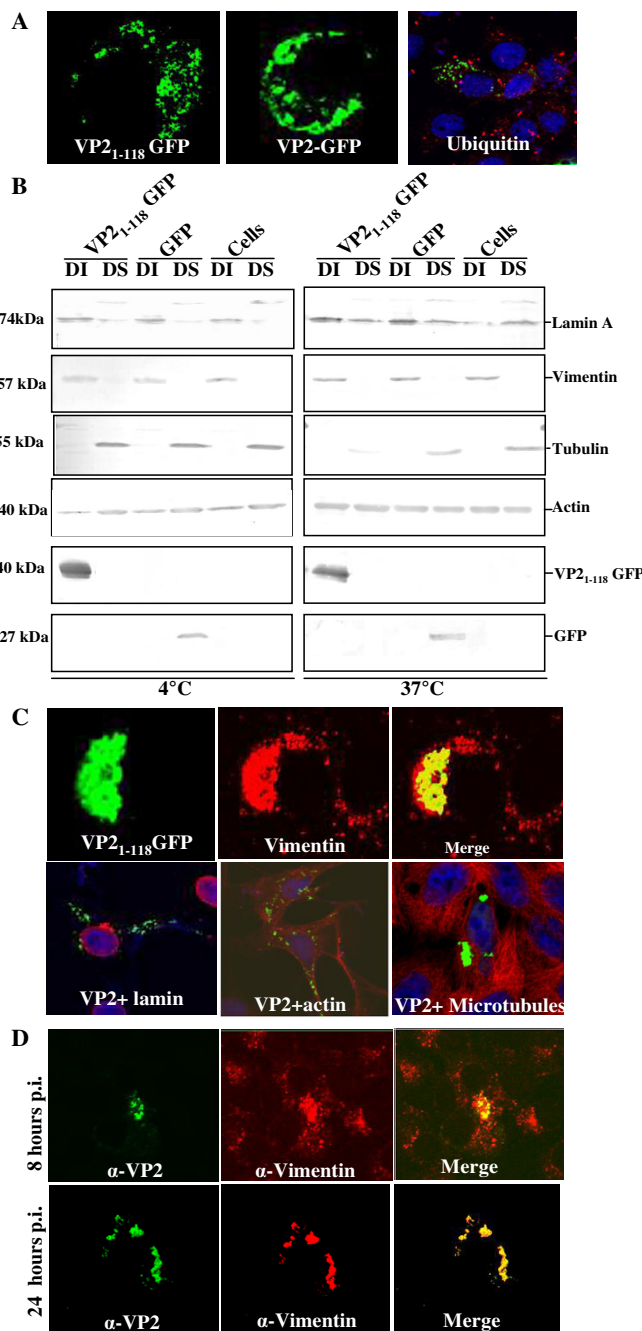 A
VP2₁₋₁₁₈ GFP
VP2-GFP
Ubiquitin
B
VP2₁₋₁₁₈ GFP
GFP
Cells
VP2₁₋₁₁₈ GFP
GFP
Cells
DI DS DI DS DI DS
DI DS DI DS DI DS
74kDa
Lamin A
57 kDa
Vimentin
55 kDa
Tubulin
40 kDa
Actin
40 kDa
VP2₁₋₁₁₈ GFP
27 kDa
GFP
4°C
37°C
C
VP2₁₋₁₁₈GFP
Vimentin
Merge
VP2+ lamin
VP2+actin
VP2+ Microtubules
D
8 hours p.i.
α-VP2
α-Vimentin
Merge
24 hours p.i.
α-VP2
α-Vimentin
Merge